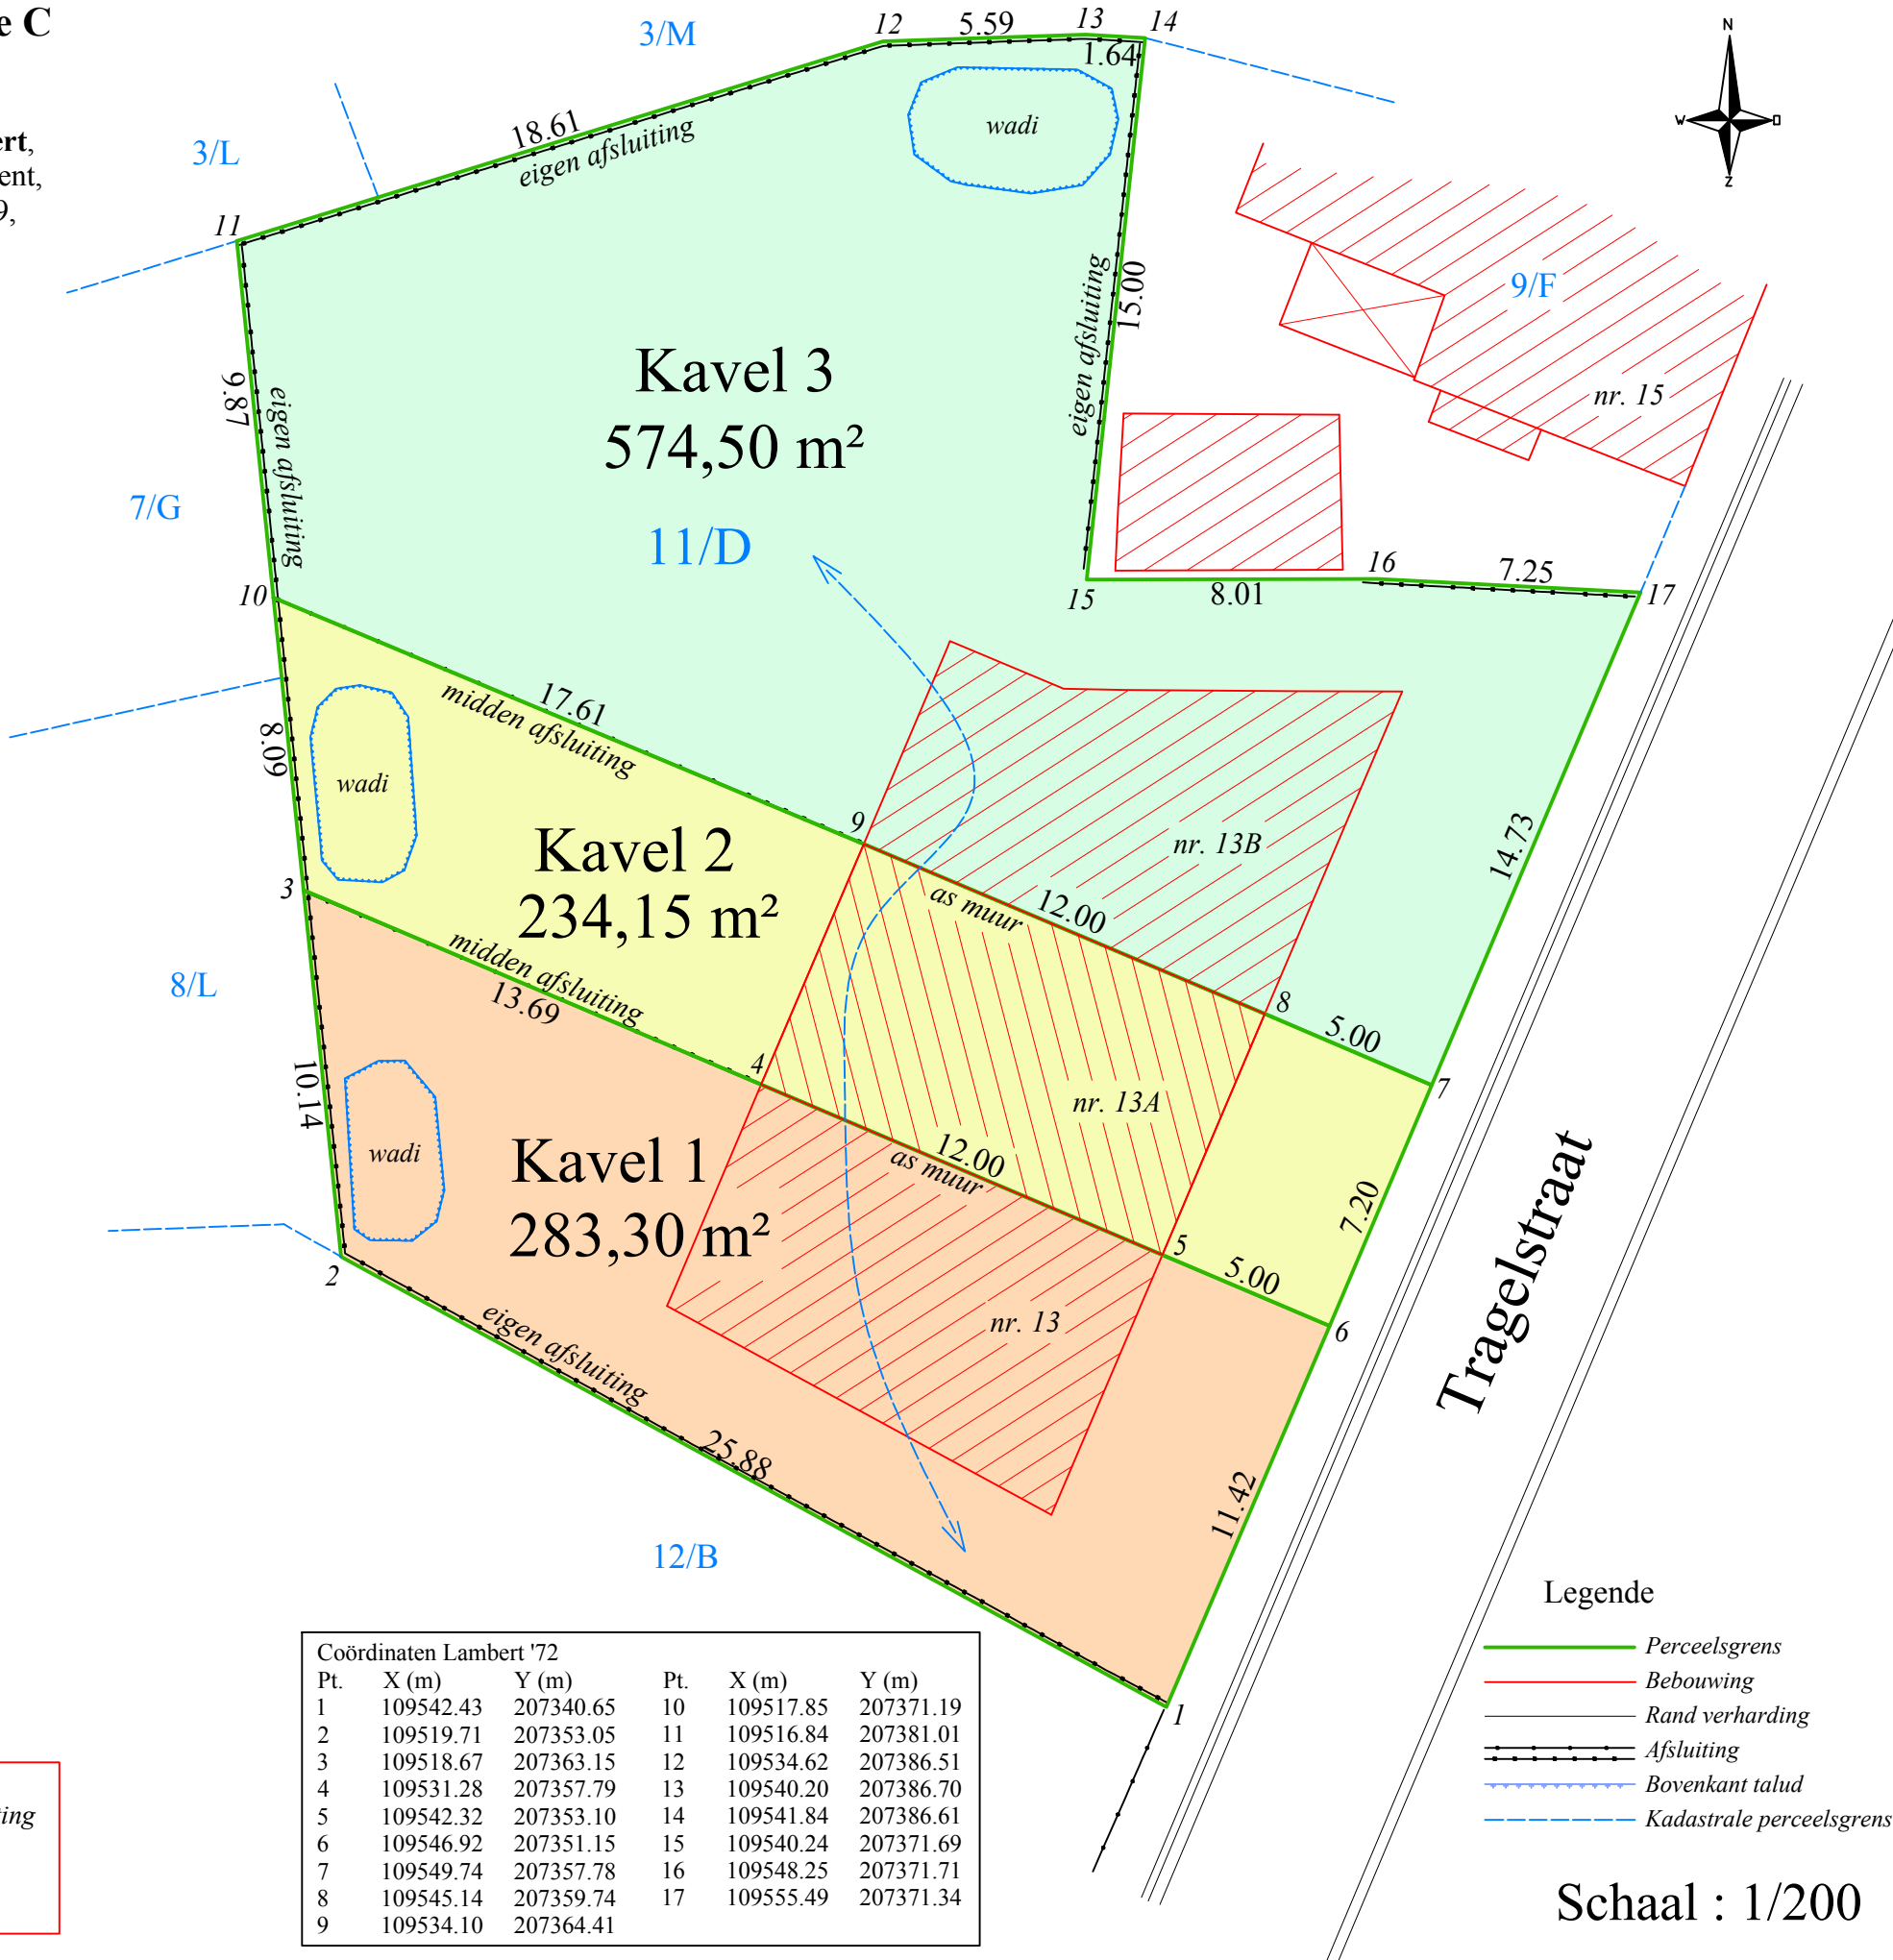 e C
ert,
ent,
9,
3/M
12
5.59
13
14
1.64
N
W
O
Z
3/L
18.61
eigen afsluiting
wadi
11
9/F
nr. 15
eigen afsluiting
15.00
9.87
eigen afsluiting
Kavel 3
574,50 m²
11/D
7/G
10
15
8.01
16
7.25
17
17.61
midden afsluiting
8.09
wadi
9
nr. 13B
14.73
Kavel 2
234,15 m²
as muur
12.00
3
midden afsluiting
13.69
8
5.00
8/L
4
nr. 13A
7
10.14
wadi
Kavel 1
283,30 m²
12.00
as muur
7.20
5
5.00
Tragelstraat
2
nr. 13
6
eigen afsluiting
25.88
11.42
12/B
1
Coördinaten Lambert '72
Pt. X (m) Y (m) Pt. X (m) Y (m)
1 109542.43 207340.65 10 109517.85 207371.19
2 109519.71 207353.05 11 109516.84 207381.01
3 109518.67 207363.15 12 109534.62 207386.51
4 109531.28 207357.79 13 109540.20 207386.70
5 109542.32 207353.10 14 109541.84 207386.61
6 109546.92 207351.15 15 109540.24 207371.69
7 109549.74 207357.78 16 109548.25 207371.71
8 109545.14 207359.74 17 109555.49 207371.34
9 109534.10 207364.41
ing
Legende
Perceelsgrens
Bebouwing
Rand verharding
Afsluiting
Bovenkant talud
Kadastrale perceelsgrens
Schaal : 1/200